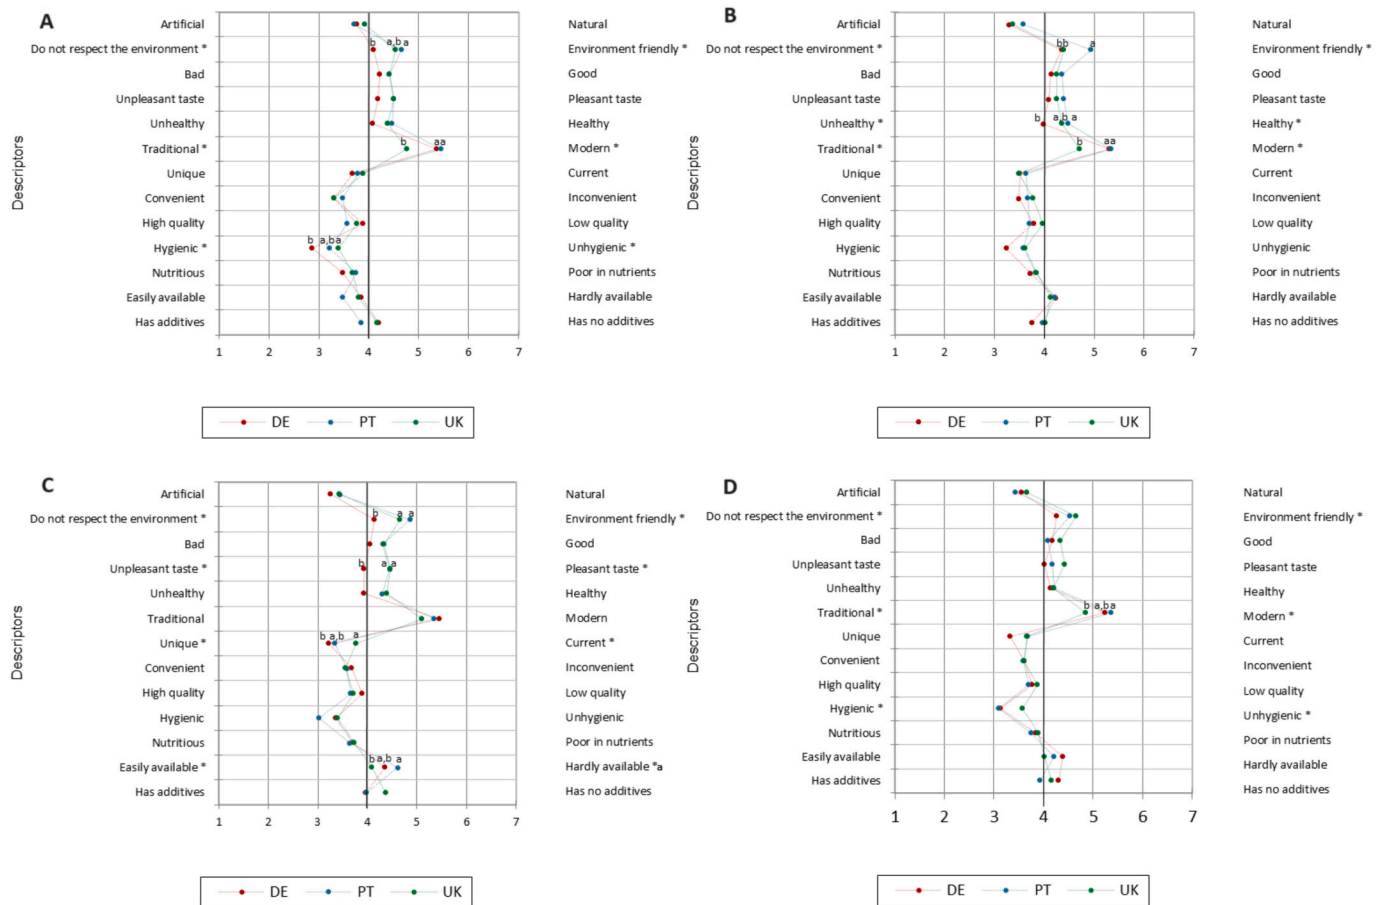 A
Descriptors
Artificial Natural
Do not respect the environment * b a,b a Environment friendly *
Bad Good
Unpleasant taste Pleasant taste
Unhealthy Healthy
Traditional * b aa Modern *
Unique Current
Convenient Inconvenient
High quality Low quality
Hygienic * b a,ba Unhygienic *
Nutritious Poor in nutrients
Easily available Hardly available
Has additives Has no additives
1 2 3 4 5 6 7
DE PT UK
B
Descriptors
Artificial Natural
Do not respect the environment * bb a Environment friendly *
Bad Good
Unpleasant taste Pleasant taste
Unhealthy * b a,b a Healthy *
Traditional * b aa Modern *
Unique Current
Convenient Inconvenient
High quality Low quality
Hygienic Unhygienic
Nutritious Poor in nutrients
Easily available Hardly available
Has additives Has no additives
1 2 3 4 5 6 7
DE PT UK
C
Descriptors
Artificial Natural
Do not respect the environment * b a a Environment friendly *
Bad Good
Unpleasant taste * b a a Pleasant taste *
Unhealthy Healthy
Traditional Modern
Unique * b a,b a Current *
Convenient Inconvenient
High quality Low quality
Hygienic Unhygienic
Nutritious Poor in nutrients
Easily available * b a,b a Hardly available *a
Has additives Has no additives
1 2 3 4 5 6 7
DE PT UK
D
Descriptors
Artificial Natural
Do not respect the environment * Environment friendly *
Bad Good
Unpleasant taste Pleasant taste
Unhealthy Healthy
Traditional * b a,ba Modern *
Unique Current
Convenient Inconvenient
High quality Low quality
Hygienic * Unhygienic *
Nutritious Poor in nutrients
Easily available Hardly available
Has additives Has no additives
1 2 3 4 5 6 7
DE PT UK